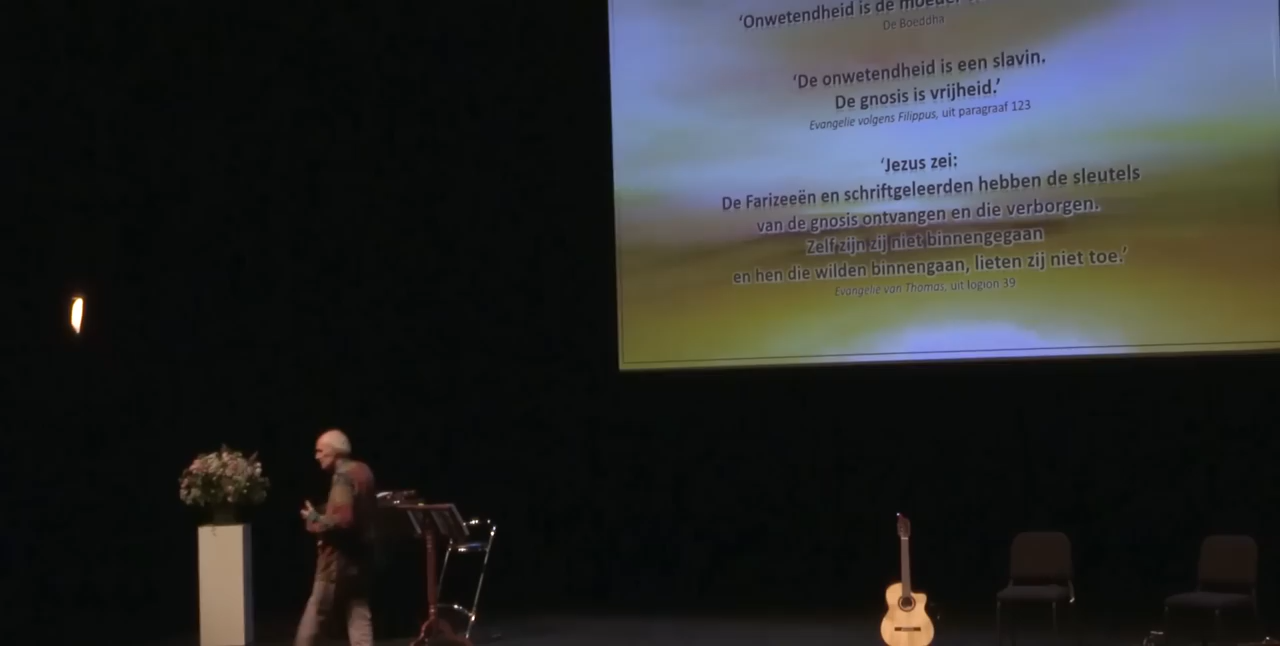 ‘Onwetendheid is de moeder
De Boeddha
‘De onwetendheid is een slavin.
De gnosis is vrijheid.’
Evangelie volgens Filippus, uit paragraaf 123
‘Jezus zei:
De Farizeeën en schriftgeleerden hebben de sleutels
van de gnosis ontvangen en die verborgen.
Zelf zijn zij niet binnengegaan
en hen die wilden binnengaan, lieten zij niet toe.’
Evangelie van Thomas, uit logion 39